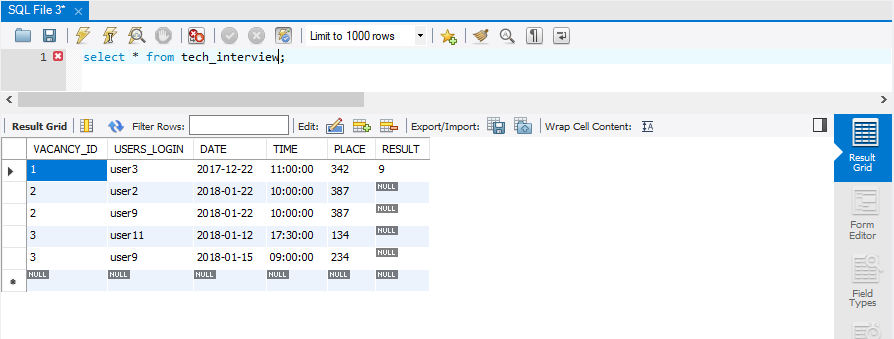 SQL File 3*
Limit to 1000 rows
1 select * from tech_interview;
Result Grid Filter Rows: Edit: Export/Import: Wrap Cell Content:
VACANCY_ID USERS_LOGIN DATE TIME PLACE RESULT
1 user3 2017-12-22 11:00:00 342 9
2 user2 2018-01-22 10:00:00 387 NULL
2 user9 2018-01-22 10:00:00 387 NULL
3 user11 2018-01-12 17:30:00 134 NULL
3 user9 2018-01-15 09:00:00 234 NULL
NULL NULL NULL NULL NULL NULL
Result
Grid
Form
Editor
Field
Types